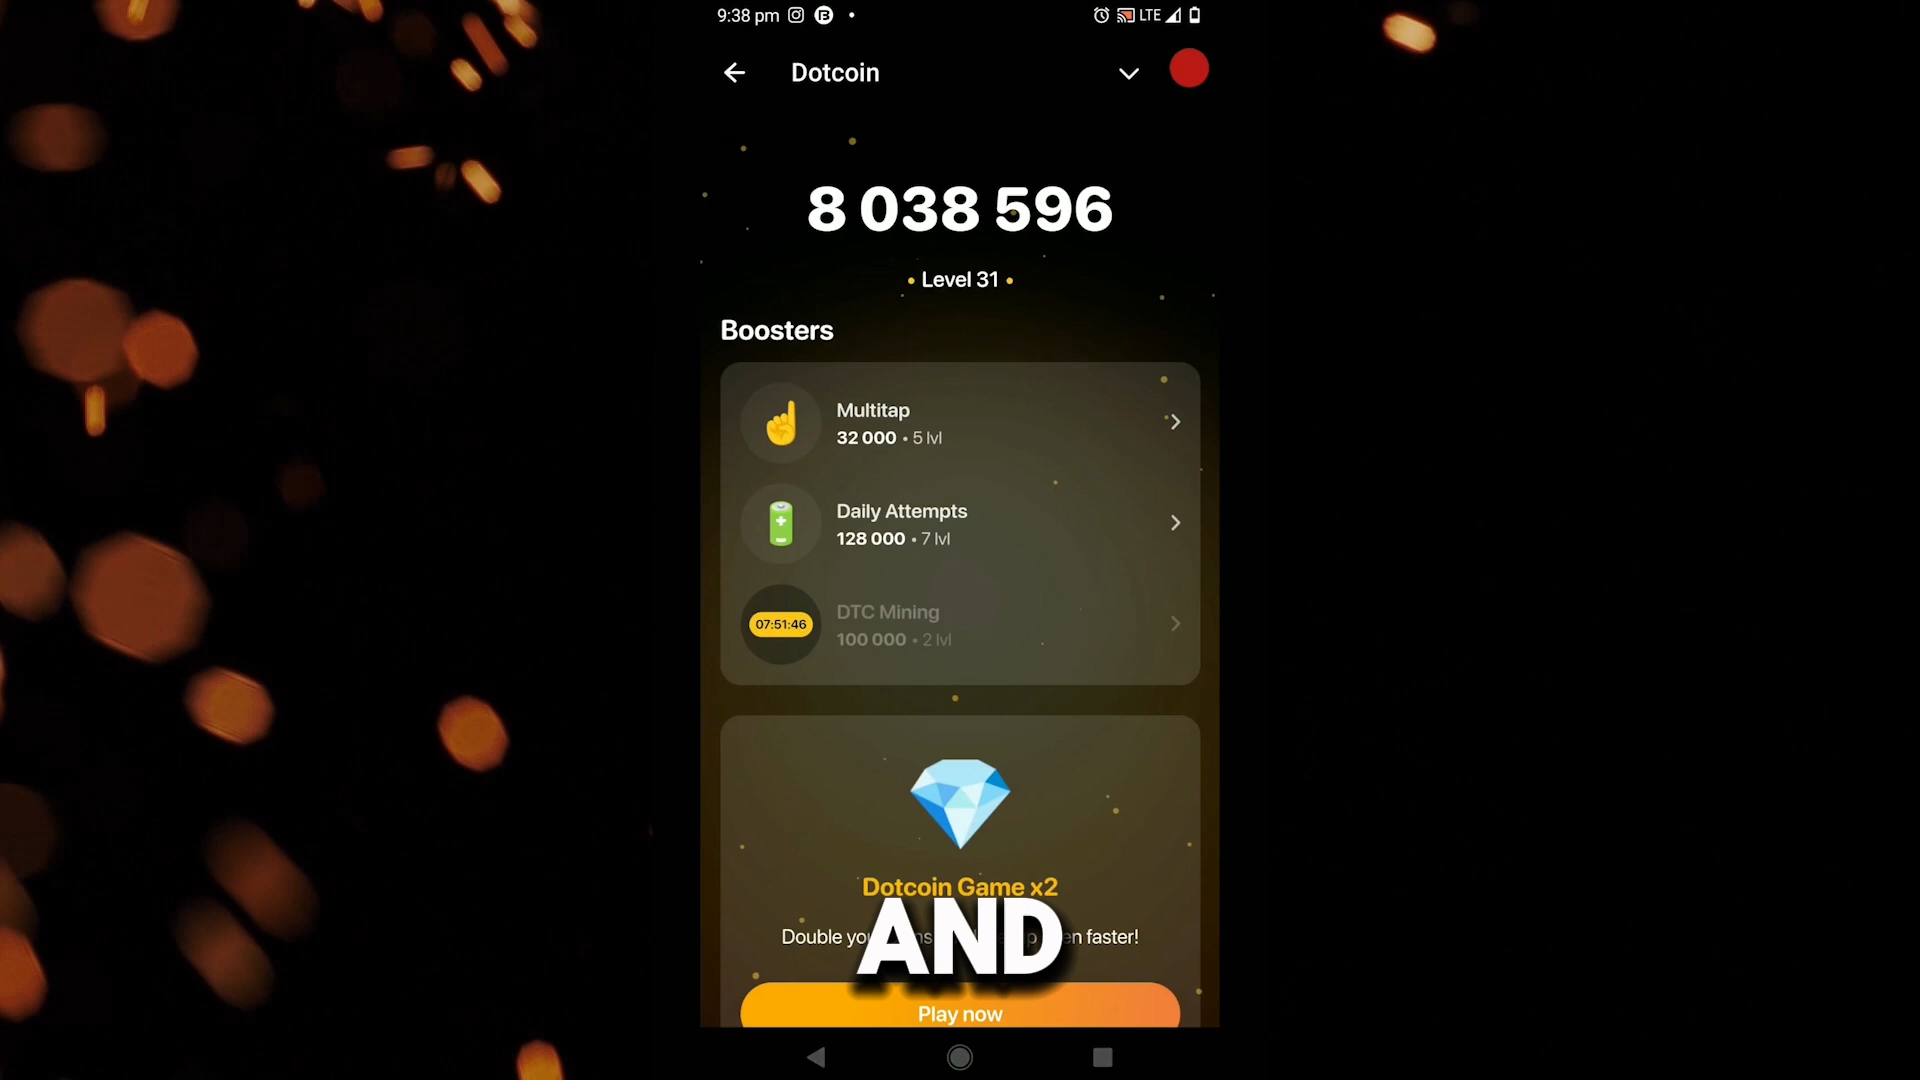 9:38 pm
LTE
Dotcoin
8 038 596
• Level 31 •
Boosters
Multitap
32 000 • 5 lvl
Daily Attempts
128 000 • 7 lvl
07:51:46
DTC Mining
100 000 • 2 lvl
Dotcoin Game x2
Double faster!
AND
Play now